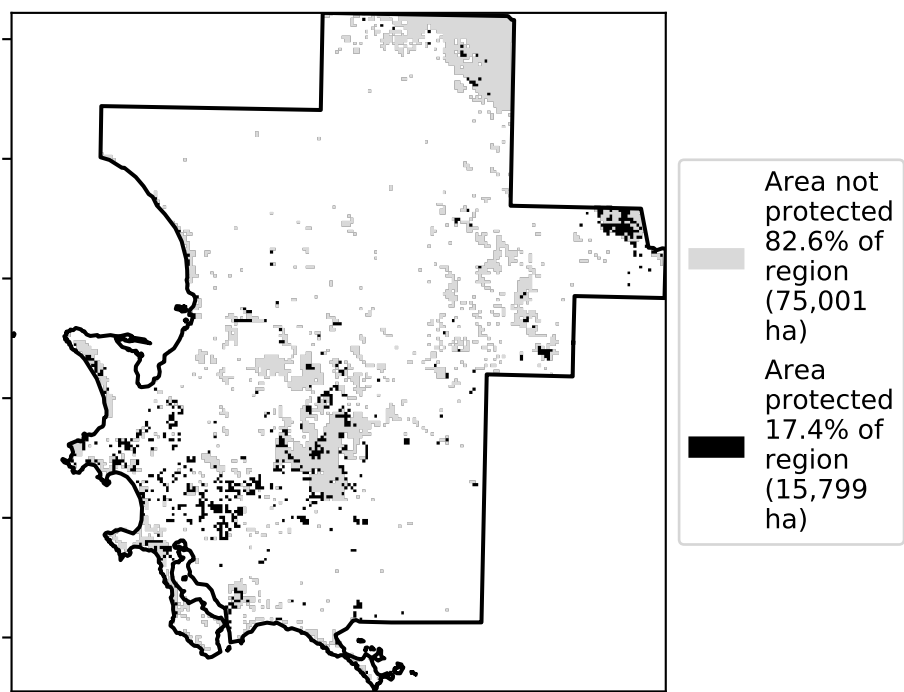 Area not
protected
82.6% of
region
(75,001
ha)
Area
protected
17.4% of
region
(15,799
ha)